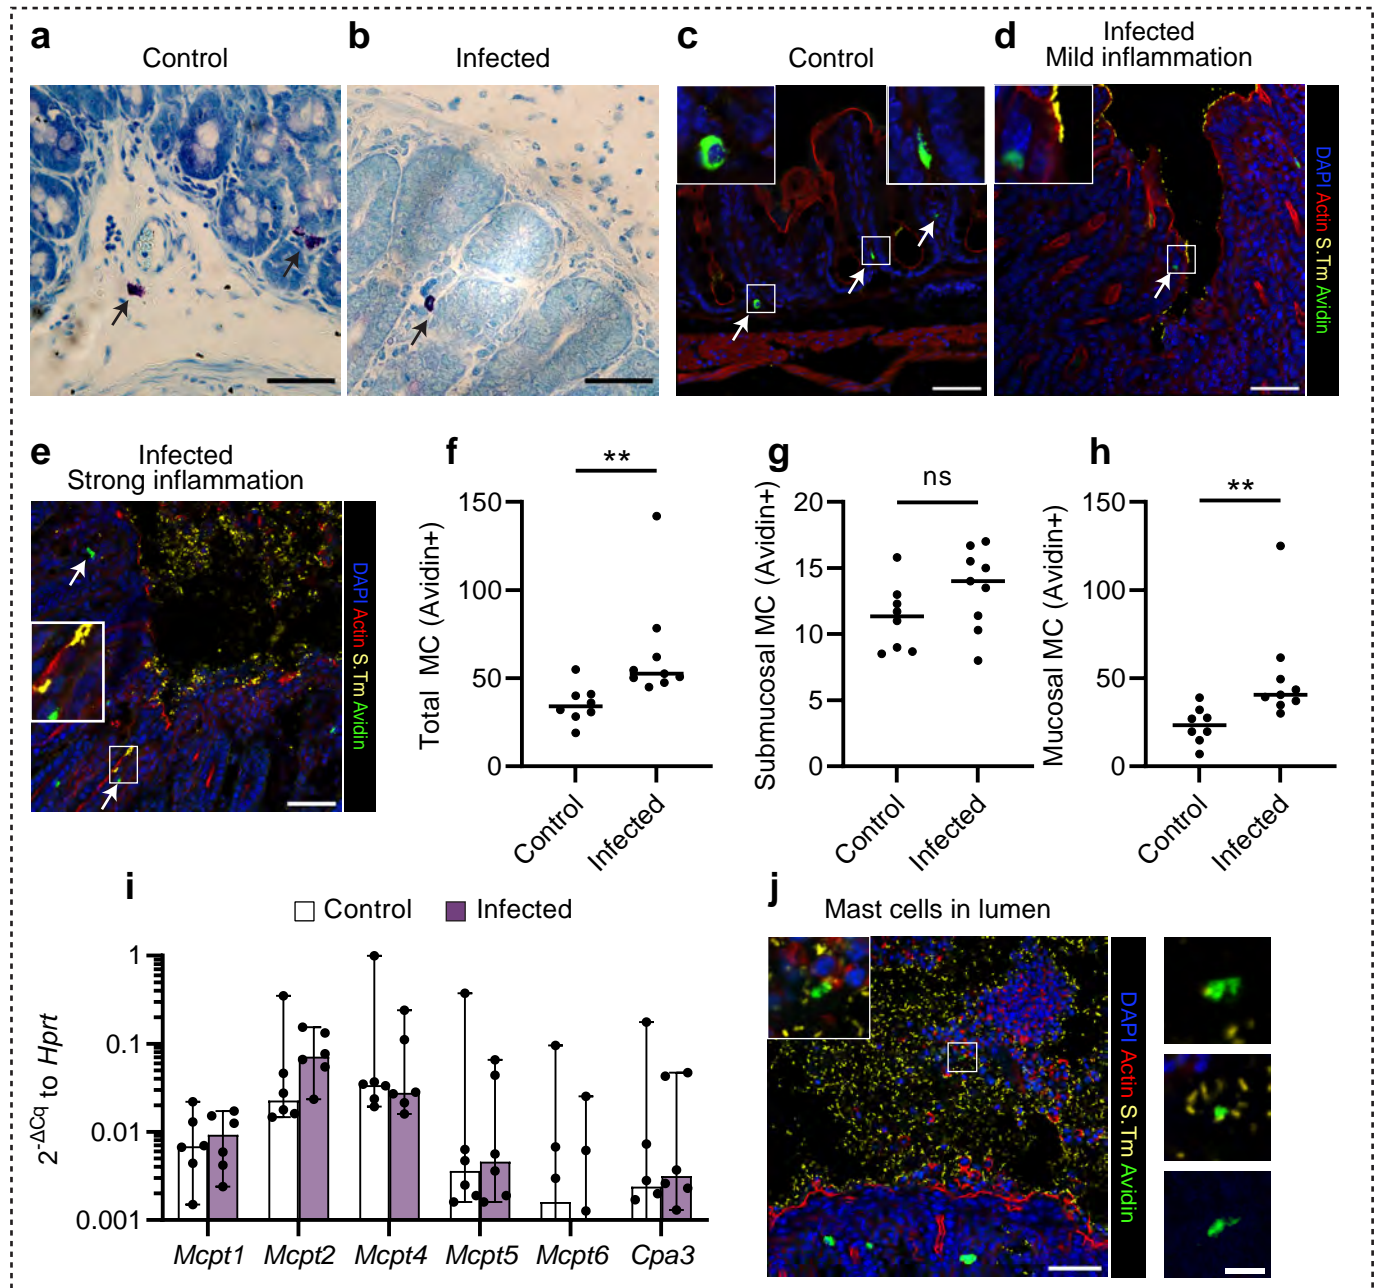 a
Control
b
Infected
c
Control
d
Infected
Mild inflammation
DAPI Actin S.Tm Avidin
e
Infected
Strong inflammation
DAPI Actin S.Tm Avidin
f
**
Total MC (Avidin+)
150
100
50
0
Control
Infected
g
ns
Submucosal MC (Avidin+)
20
15
10
5
0
Control
Infected
h
**
Mucosal MC (Avidin+)
150
100
50
0
Control
Infected
i
Control
Infected
2^-ΔCq to Hprt
1
0.1
0.01
0.001
Mcpt1
Mcpt2
Mcpt4
Mcpt5
Mcpt6
Cpa3
j
Mast cells in lumen
DAPI Actin S.Tm Avidin